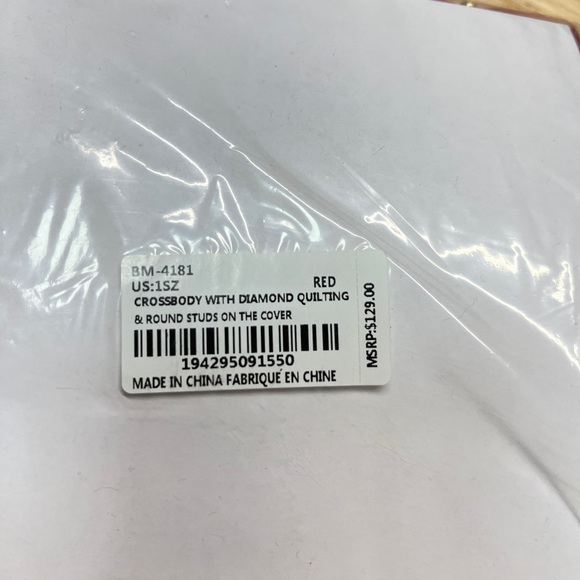 BM-4181
US:1SZ RED
CROSSBODY WITH DIAMOND QUILTING
& ROUND STUDS ON THE COVER
194295091550
MADE IN CHINA FABRIQUÉ EN CHINE
MSRP:$129.00